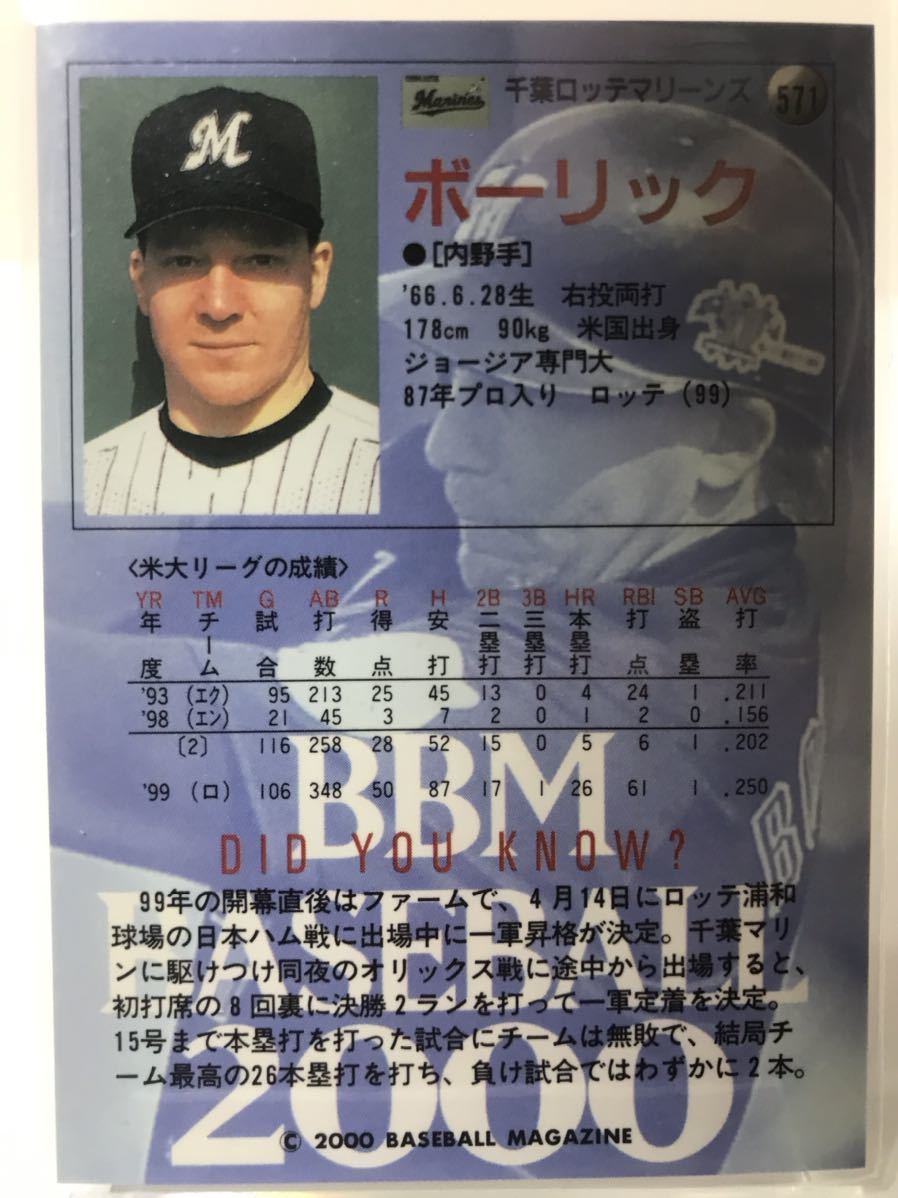 Marines 千葉ロッテマリーンズ 571
M
ボーリック
●[内野手]
'66.6.28生 右投両打
178cm 90kg 米国出身
ジョージア専門大
87年プロ入り ロッテ(99)
〈米大リーグの成績〉
YR TM G AB R H 2B 3B HR RBI SB AVG
年度 チーム 試合 打数 得点 安打 二塁打 三塁打 本塁打 打点 盗塁 打率
'93 (エク) 95 213 25 45 13 0 4 24 1 .211
'98 (エン) 21 45 3 7 2 0 1 2 0 .156
〔2〕 116 258 28 52 15 0 5 6 1 .202
'99 (ロ) 106 348 50 87 17 1 26 61 1 .250
DID YOU KNOW?
99年の開幕直後はファームで、4月14日にロッテ浦和
球場の日本ハム戦に出場中に一軍昇格が決定。千葉マリ
ンに駆けつけ同夜のオリックス戦に途中から出場すると、
初打席の8回裏に決勝2ランを打って一軍定着を決定。
15号まで本塁打を打った試合にチームは無敗で、結局チ
ーム最高の26本塁打を打ち、負け試合ではわずかに2本。
BBM
BASEBALL
2000
© 2000 BASEBALL MAGAZINE